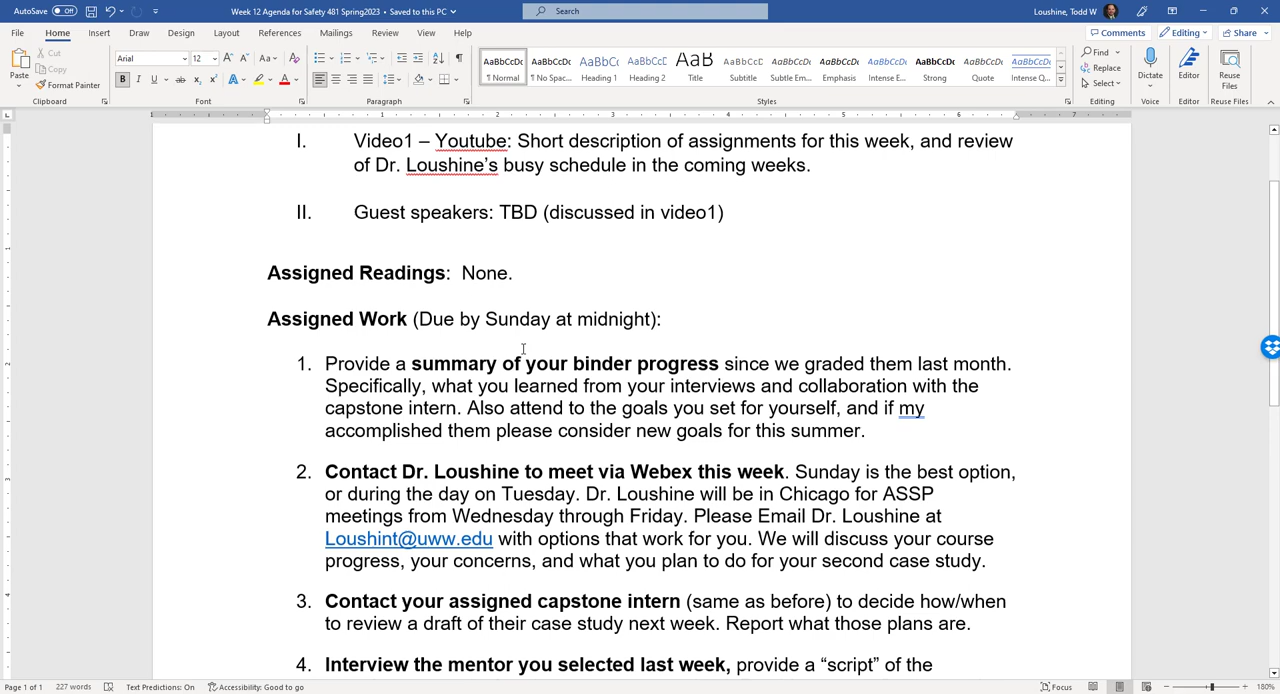 AutoSave Off Week 12 Agenda for Safety 481 Spring2023 • Saved to this PC Search Loushine, Todd W
File Home Insert Draw Design Layout References Mailings Review View Help Comments Editing Share
Paste Cut Copy Format Painter Clipboard
Arial 12 Font
Paragraph
AaBbCcDc ¶ Normal AaBbCcDc ¶ No Spac... AaBbCc Heading 1 AaBbCcC Heading 2 AaB Title AaBbCcC Subtitle AaBbCcDc Subtle Em... AaBbCcDc Emphasis AaBbCcDc Intense E... AaBbCcDc Strong AaBbCcDc Quote AaBbCcDc Intense Q...
Styles
Find Replace Select Editing
Dictate Voice
Editor Editor
Reuse Files Reuse Files
1 1 2 3 4 5 6 7
I. Video1 – Youtube: Short description of assignments for this week, and review
of Dr. Loushine’s busy schedule in the coming weeks.
II. Guest speakers: TBD (discussed in video1)
Assigned Readings: None.
Assigned Work (Due by Sunday at midnight):
1. Provide a summary of your binder progress since we graded them last month.
Specifically, what you learned from your interviews and collaboration with the
capstone intern. Also attend to the goals you set for yourself, and if my
accomplished them please consider new goals for this summer.
2. Contact Dr. Loushine to meet via Webex this week. Sunday is the best option,
or during the day on Tuesday. Dr. Loushine will be in Chicago for ASSP
meetings from Wednesday through Friday. Please Email Dr. Loushine at
Loushint@uww.edu with options that work for you. We will discuss your course
progress, your concerns, and what you plan to do for your second case study.
3. Contact your assigned capstone intern (same as before) to decide how/when
to review a draft of their case study next week. Report what those plans are.
4. Interview the mentor you selected last week, provide a “script” of the
Page 1 of 1 227 words Text Predictions: On Accessibility: Good to go Focus 180%